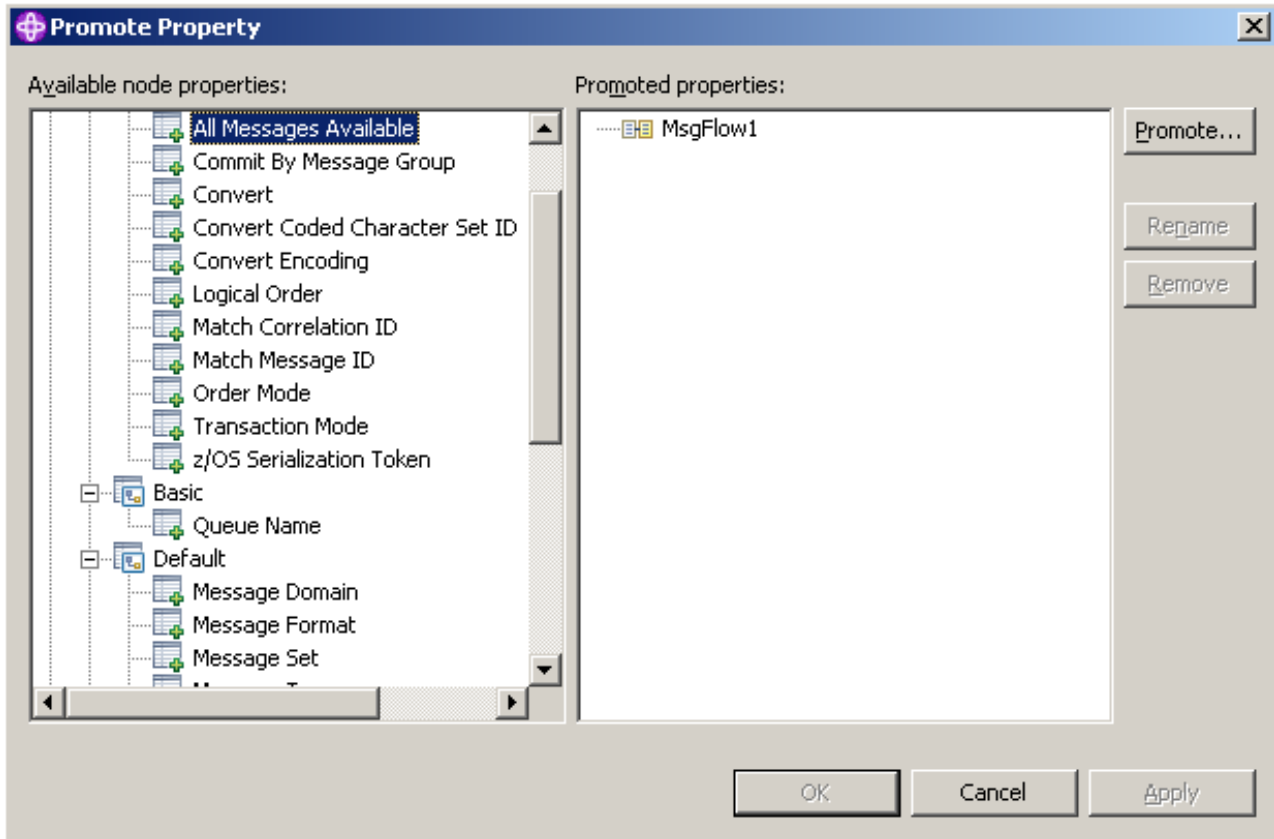 Promote Property
Available node properties:
All Messages Available
Commit By Message Group
Convert
Convert Coded Character Set ID
Convert Encoding
Logical Order
Match Correlation ID
Match Message ID
Order Mode
Transaction Mode
z/OS Serialization Token
Basic
Queue Name
Default
Message Domain
Message Format
Message Set
Promoted properties:
MsgFlow1
Promote...
Rename
Remove
OK
Cancel
Apply